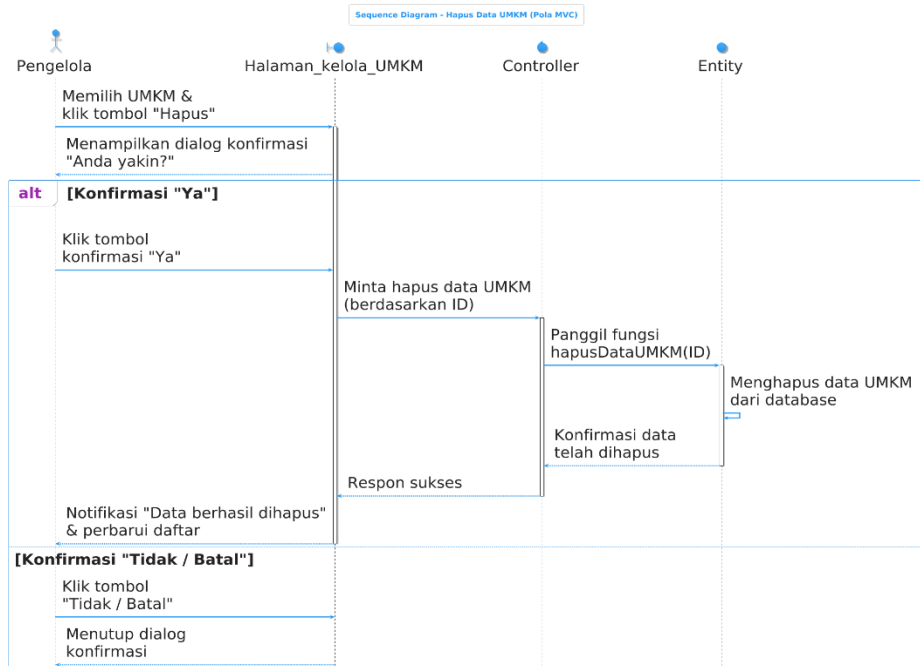 Sequence Diagram - Hapus Data UMKM (Pola MVC)
Pengelola
Halaman_kelola_UMKM
Controller
Entity
Memilih UMKM &
klik tombol "Hapus"
Menampilkan dialog konfirmasi
"Anda yakin?"
alt
[Konfirmasi "Ya"]
Klik tombol
konfirmasi "Ya"
Minta hapus data UMKM
(berdasarkan ID)
Panggil fungsi
hapusDataUMKM(ID)
Menghapus data UMKM
dari database
Konfirmasi data
telah dihapus
Respon sukses
Notifikasi "Data berhasil dihapus"
& perbarui daftar
[Konfirmasi "Tidak / Batal"]
Klik tombol
"Tidak / Batal"
Menutup dialog
konfirmasi